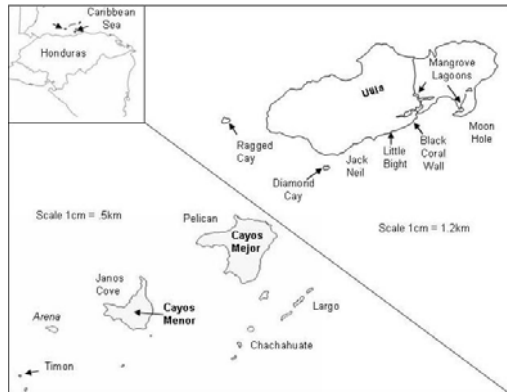 Caribbean
Sea
Honduras
Utila
Mangrove
Lagoons
Ragged
Cay
Moon
Hole
Black
Coral
Wall
Little
Bight
Jack
Neil
Diamond
Cay
Scale 1cm = .5km
Scale 1cm = 1.2km
Pelican
Cayos
Mejor
Janos
Cove
Cayos
Menor
Largo
Arena
Chachahuate
Timon